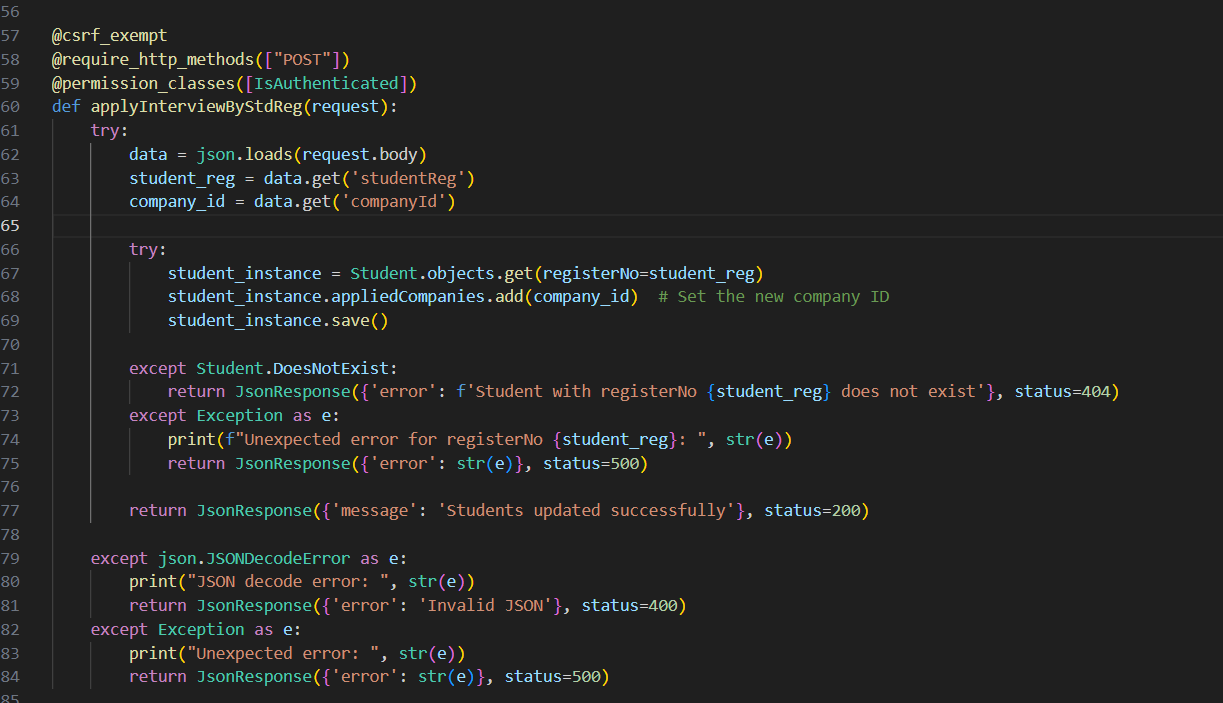 56
57 @csrf_exempt
58 @require_http_methods(["POST"])
59 @permission_classes([IsAuthenticated])
60 def applyInterviewByStdReg(request):
61     try:
62         data = json.loads(request.body)
63         student_reg = data.get('studentReg')
64         company_id = data.get('companyId')
65
66         try:
67             student_instance = Student.objects.get(registerNo=student_reg)
68             student_instance.appliedCompanies.add(company_id)  # Set the new company ID
69             student_instance.save()
70
71         except Student.DoesNotExist:
72             return JsonResponse({'error': f'Student with registerNo {student_reg} does not exist'}, status=404)
73         except Exception as e:
74             print(f"Unexpected error for registerNo {student_reg}: ", str(e))
75             return JsonResponse({'error': str(e)}, status=500)
76
77         return JsonResponse({'message': 'Students updated successfully'}, status=200)
78
79     except json.JSONDecodeError as e:
80         print("JSON decode error: ", str(e))
81         return JsonResponse({'error': 'Invalid JSON'}, status=400)
82     except Exception as e:
83         print("Unexpected error: ", str(e))
84         return JsonResponse({'error': str(e)}, status=500)
85